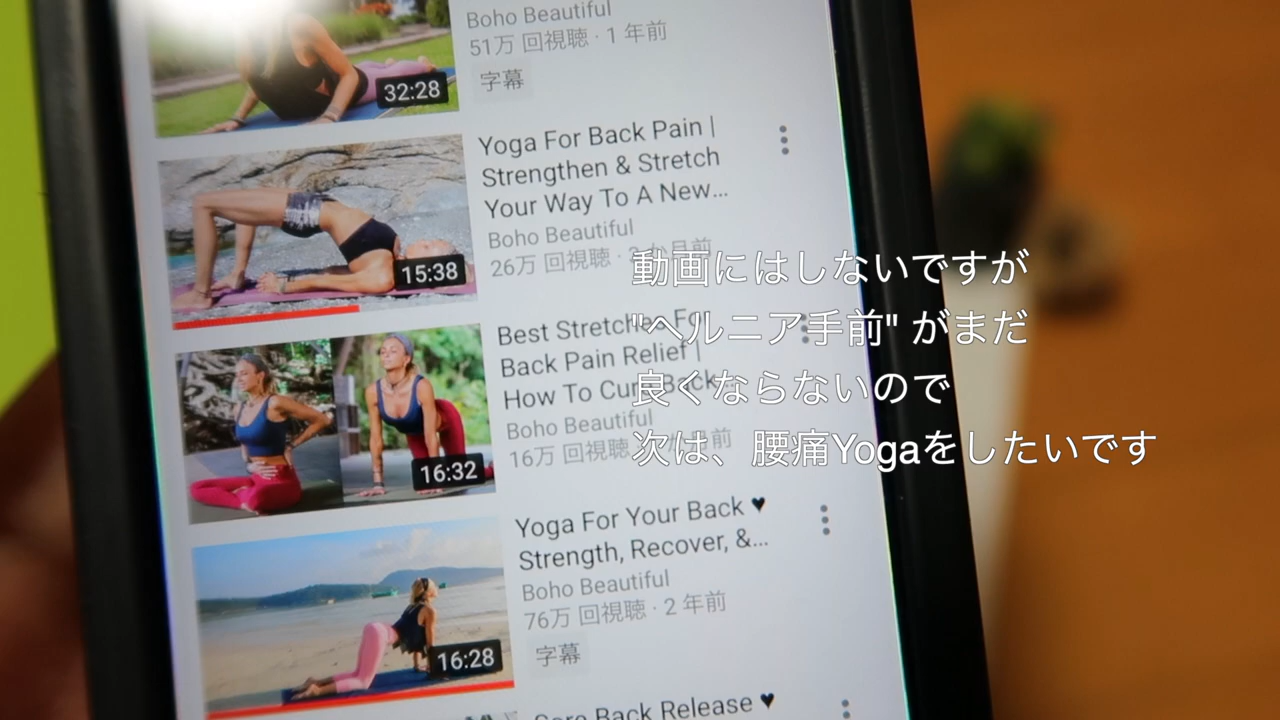 Boho Beautiful
51万 回視聴・1 年前
字幕
32:28
Yoga For Back Pain |
Strengthen & Stretch
Your Way To A New...
Boho Beautiful
26万 回視聴・
15:38
動画にはしないですが
"ヘルニア手前" がまだ
良くならないので
次は、腰痛Yogaをしたいです
Best Stretches For
Back Pain Relief |
How To Cure Back
Boho Beautiful
16万 回視聴
16:32
Yoga For Your Back ♥
Strength, Recover, &...
Boho Beautiful
76万 回視聴・2 年前
字幕
16:28
Back Release ♥